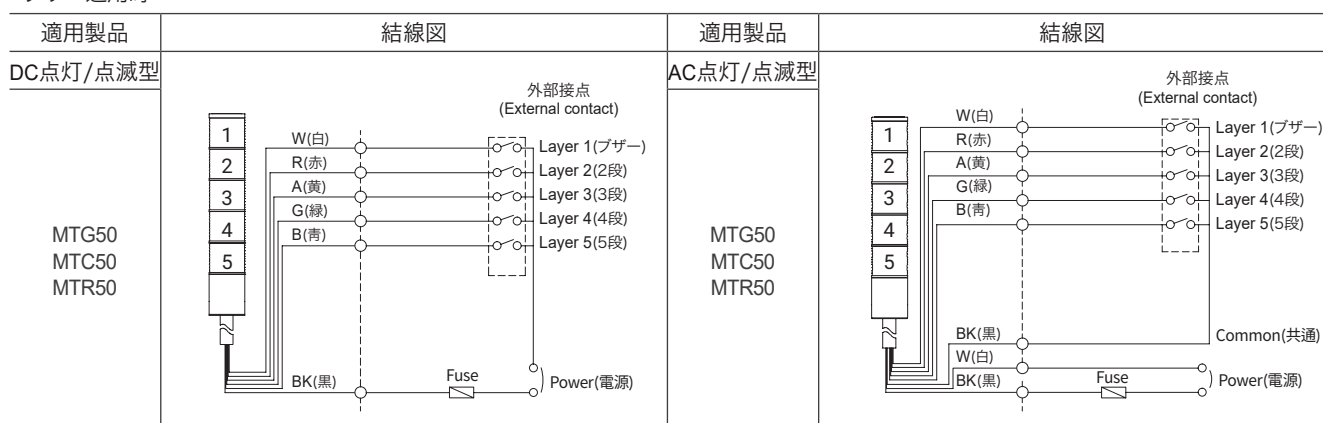 適用製品
結線図
適用製品
結線図
DC点灯/点滅型
MTG50
MTC50
MTR50
外部接点
(External contact)
1
2
3
4
5
W(白)
R(赤)
A(黄)
G(緑)
B(青)
Layer 1(ブザー)
Layer 2(2段)
Layer 3(3段)
Layer 4(4段)
Layer 5(5段)
BK(黒)
Fuse
Power(電源)
AC点灯/点滅型
MTG50
MTC50
MTR50
外部接点
(External contact)
1
2
3
4
5
W(白)
R(赤)
A(黄)
G(緑)
B(青)
Layer 1(ブザー)
Layer 2(2段)
Layer 3(3段)
Layer 4(4段)
Layer 5(5段)
BK(黒)
Common(共通)
W(白)
BK(黒)
Fuse
Power(電源)